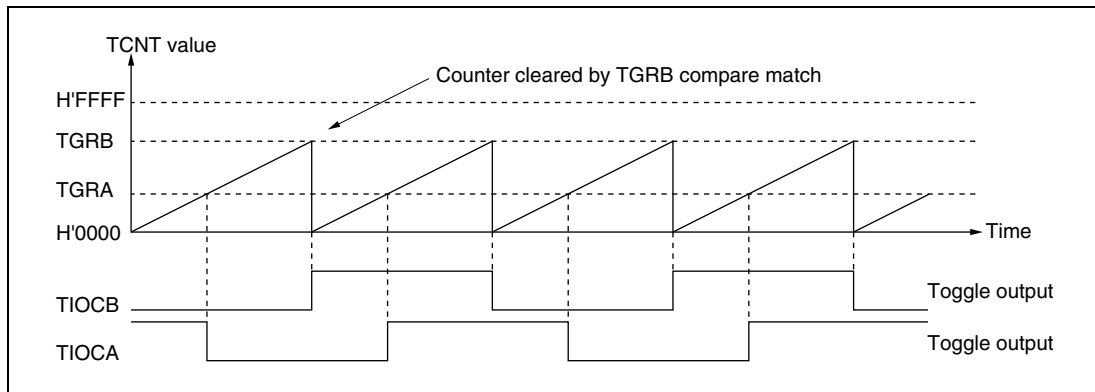 TCNT value
Counter cleared by TGRB compare match
H'FFFF
TGRB
TGRA
H'0000
Time
TIOCB
Toggle output
TIOCA
Toggle output